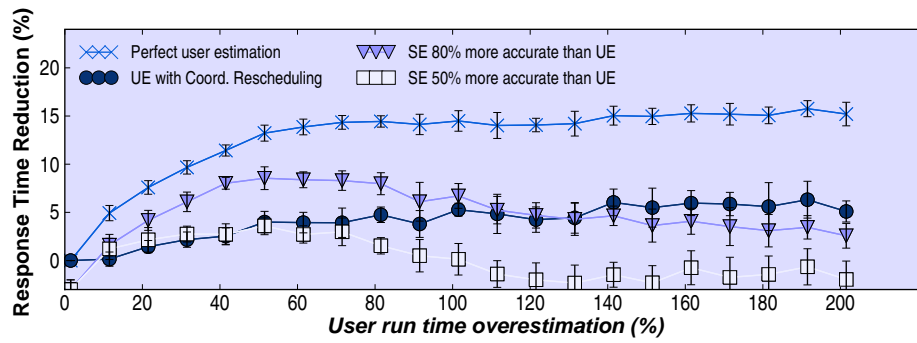 Response Time Reduction (%)
20
15
10
5
0
Perfect user estimation
UE with Coord. Rescheduling
SE 80% more accurate than UE
SE 50% more accurate than UE
0 20 40 60 80 100 120 140 160 180 200
User run time overestimation (%)